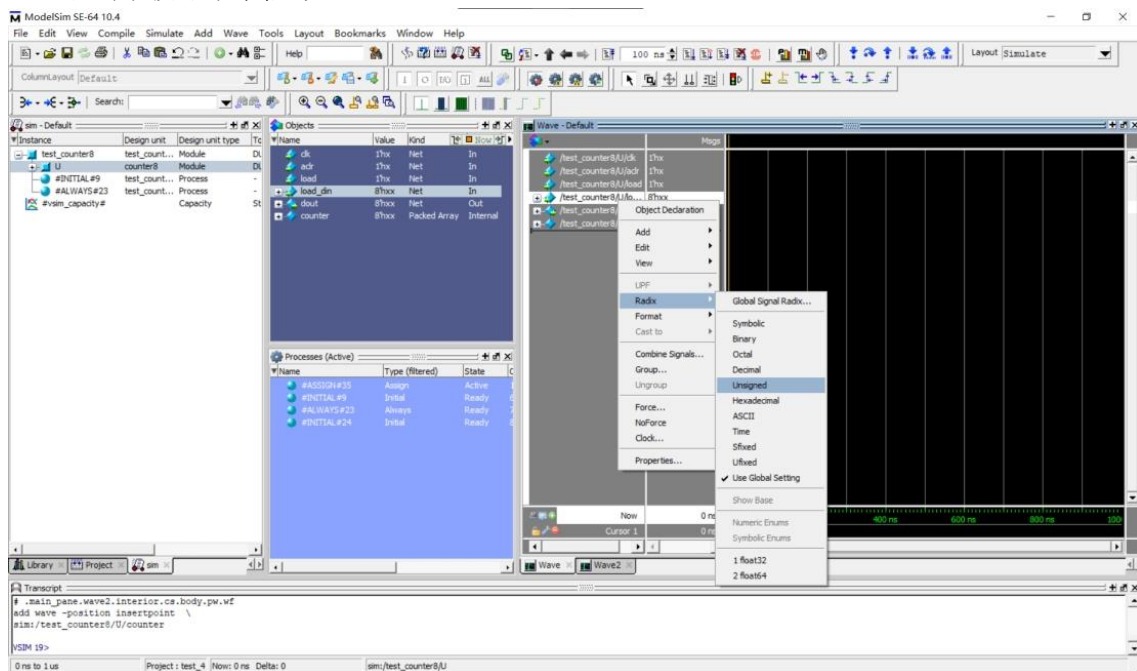 ModelSim SE-64 10.4
File Edit View Compile Simulate Add Wave Tools Layout Bookmarks Window Help
Help
100 ns
Layout Simulate
ColumnLayout Default
Search:
sim - Default
Instance Design unit Design unit type
test_counter8 test_count... Module DU
U counter8 Module DU
#INITIAL#9 test_count... Process -
#ALWAYS#23 test_count... Process -
#vsim_capacity# Capacity St
Objects
Name Value Kind Now
clk 1'hx Net In
adr 1'hx Net In
load 1'hx Net In
load_din 8'hxx Net In
dout 8'hxx Net Out
counter 8'hxx Packed Array Internal
Processes (Active)
Name Type (filtered) State
#ASSIGN#35 Assign Active
#INITIAL#9 Initial Ready
#ALWAYS#23 Always Ready
#INITIAL#24 Initial Ready
Wave - Default
Msgs
/test_counter8/U/clk 1'hx
/test_counter8/U/adr 1'hx
/test_counter8/U/load 1'hx
/test_counter8/U/lo... 8'hxx
/test_counter8/
/test_counter8/
Object Declaration
Add
Edit
View
UPF
Radix
Format
Cast to
Combine Signals...
Group...
Ungroup
Force...
NoForce
Clock...
Properties...
Global Signal Radix...
Symbolic
Binary
Octal
Decimal
Unsigned
Hexadecimal
ASCII
Time
Sfixed
Ufixed
Use Global Setting
Show Base
Numeric Enums
Symbolic Enums
1 float32
2 float64
Now 0 ns
Cursor 1 0 ns
400 ns 600 ns 800 ns
Library Project sim
Wave Wave2
Transcript
# .main_pane.wave2.interior.cs.body.pw.wf
add wave -position insertpoint \
sim:/test_counter8/U/counter
VSIM 19>
0 ns to 1 us Project : test_4 Now: 0 ns Delta: 0 sim:/test_counter8/U